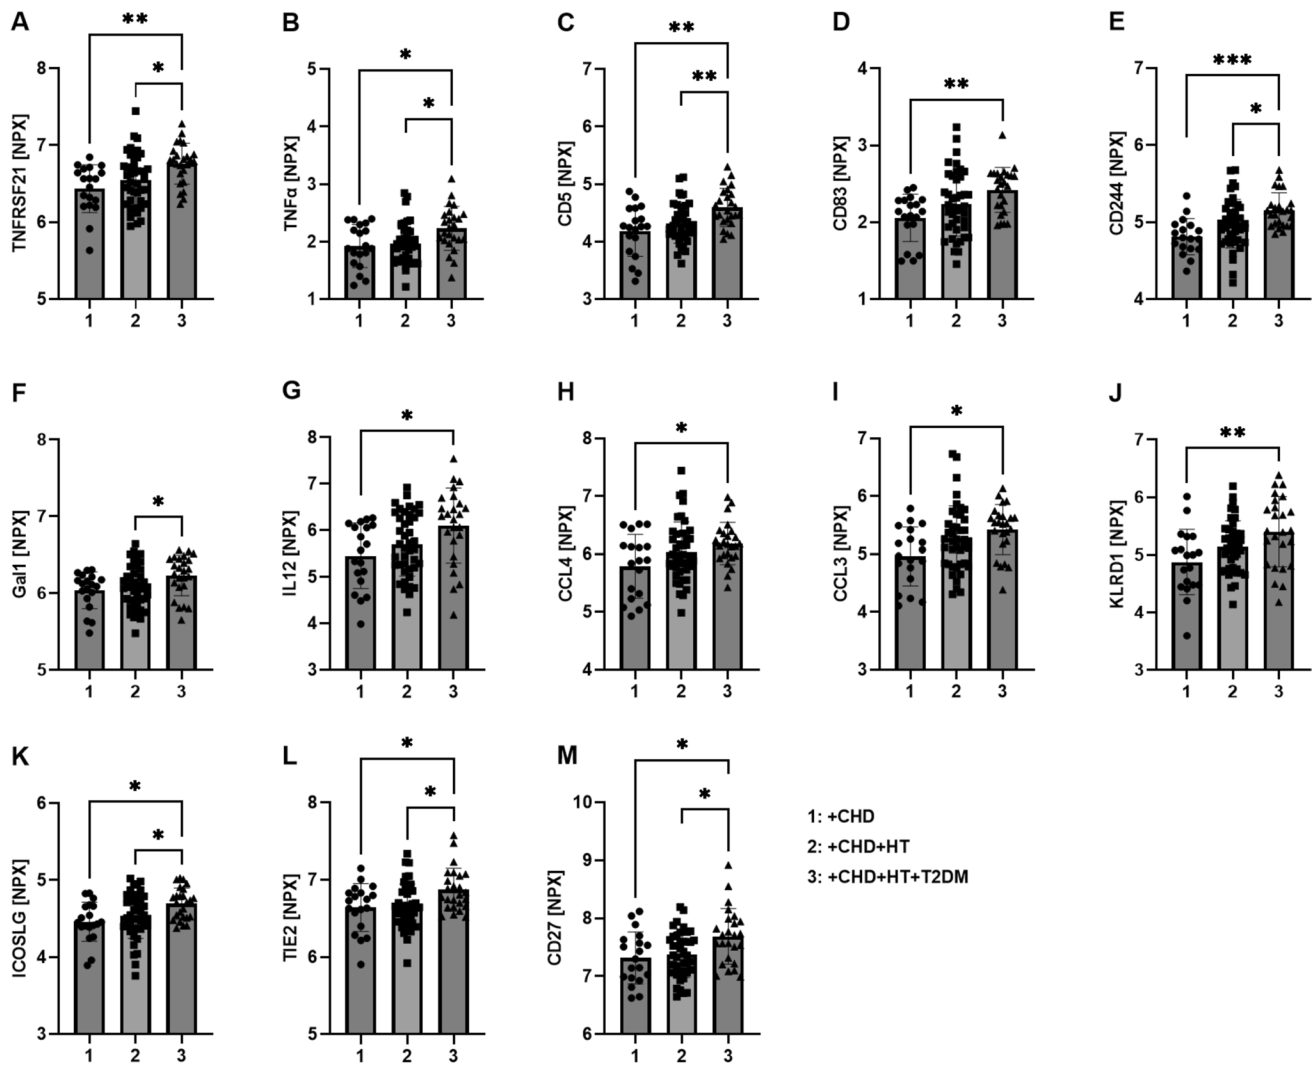 A
B
C
D
E
**
*
8
7
6
5
TNFRSF21 [NPX]
1 2 3
*
*
5
4
3
2
1
TNFα [NPX]
1 2 3
**
**
7
6
5
4
3
CD5 [NPX]
1 2 3
**
4
3
2
1
CD83 [NPX]
1 2 3
***
*
7
6
5
4
CD244 [NPX]
1 2 3
F
G
H
I
J
*
8
7
6
5
Gal1 [NPX]
1 2 3
*
8
7
6
5
4
3
IL12 [NPX]
1 2 3
*
8
7
6
5
4
CCL4 [NPX]
1 2 3
*
7
6
5
4
3
CCL3 [NPX]
1 2 3
**
7
6
5
4
3
KLRD1 [NPX]
1 2 3
K
L
M
*
*
6
5
4
3
ICOSLG [NPX]
1 2 3
*
*
8
7
6
5
TIE2 [NPX]
1 2 3
*
*
10
9
8
7
6
CD27 [NPX]
1 2 3
1: +CHD
2: +CHD+HT
3: +CHD+HT+T2DM